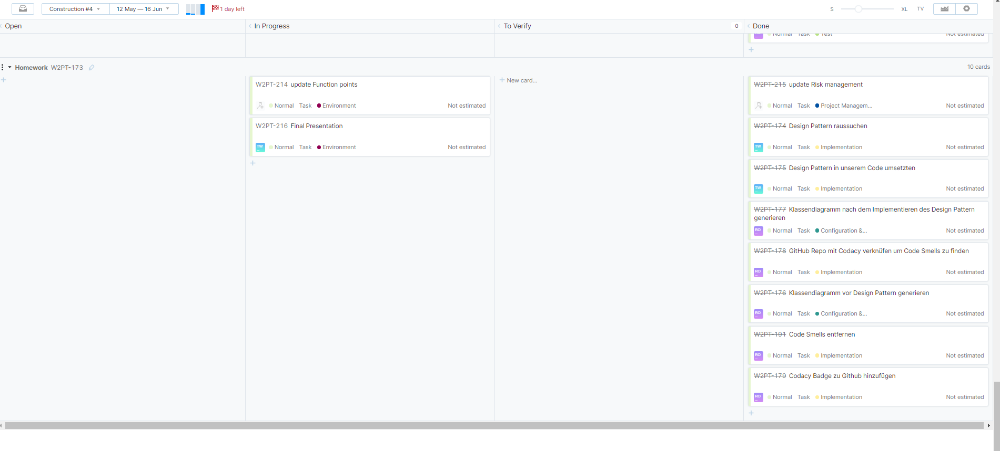 Construction #4
12 May — 16 Jun
1 day left
S
XL
TV
Open
In Progress
To Verify
0
Done
Normal Task Test Not estimated
Homework W2PT-173
10 cards
W2PT-214 update Function points
Normal Task Environment Not estimated
W2PT-216 Final Presentation
TW
Normal Task Environment Not estimated
New card...
W2PT-215 update Risk management
Normal Task Project Managem... Not estimated
W2PT-174 Design Pattern raussuchen
TW
Normal Task Implementation Not estimated
W2PT-175 Design Pattern in unserem Code umsetzten
TW
Normal Task Implementation Not estimated
W2PT-177 Klassendiagramm nach dem Implementieren des Design Pattern
generieren
RO
Normal Task Configuration &... Not estimated
W2PT-178 GitHub Repo mit Codacy verknüfen um Code Smells zu finden
RO
Normal Task Implementation Not estimated
W2PT-176 Klassendiagramm vor Design Pattern generieren
RO
Normal Task Configuration &... Not estimated
W2PT-191 Code Smells entfernen
RO
Normal Task Implementation Not estimated
W2PT-179 Codacy Badge zu Github hinzufügen
RO
Normal Task Implementation Not estimated